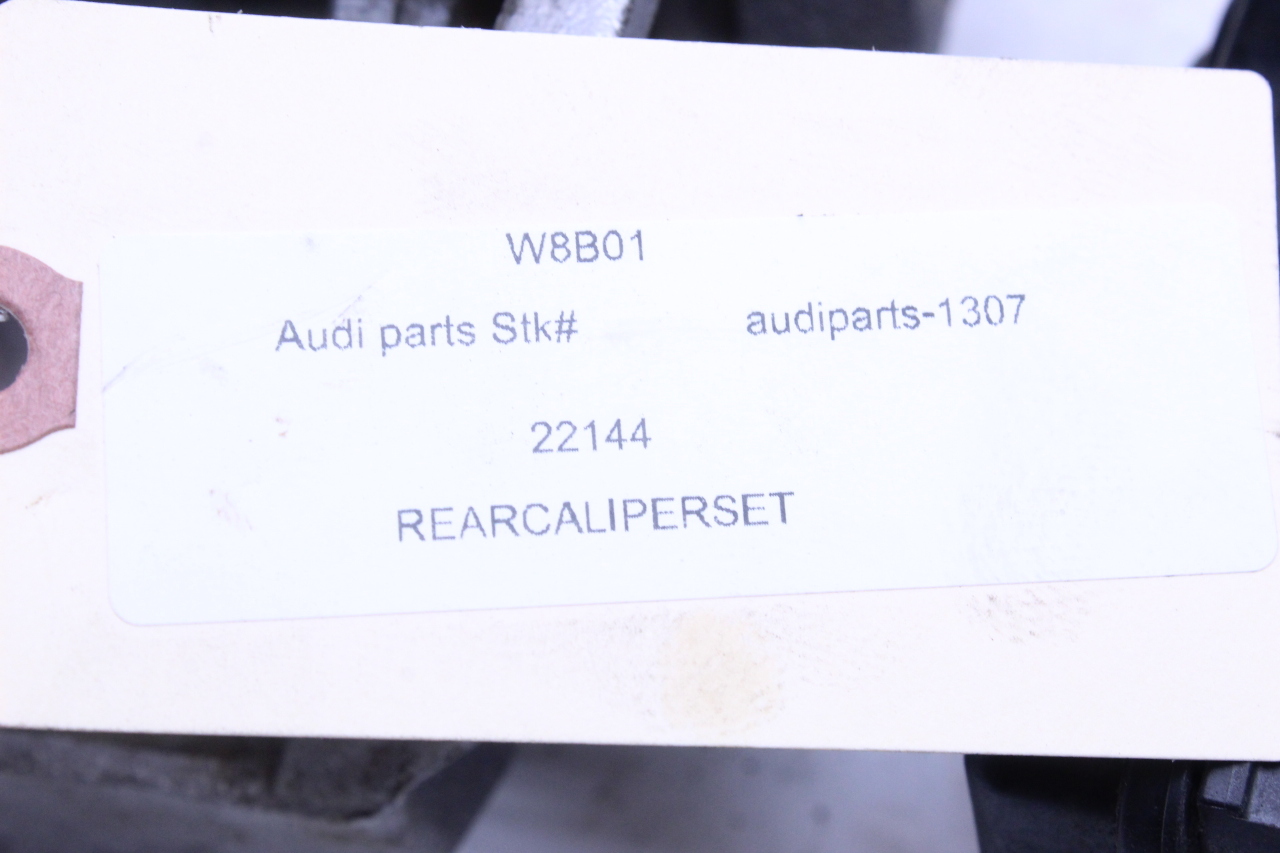 W8B01
Audi parts Stk# audiparts-1307
22144
REARCALIPERSET